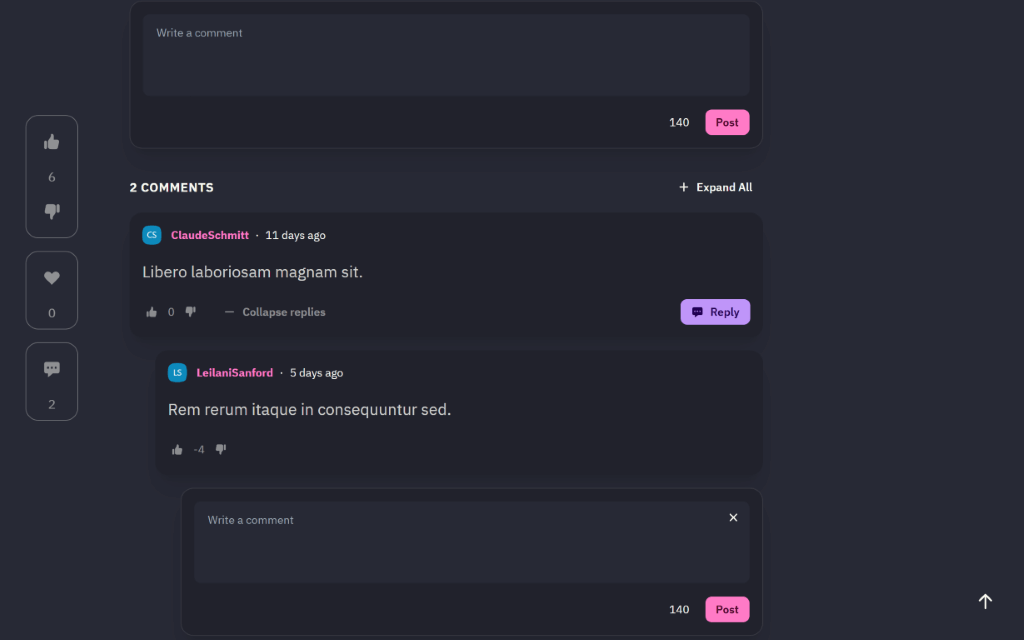 Write a comment
140 Post
6
2 COMMENTS + Expand All
CS ClaudeSchmitt · 11 days ago
Libero laboriosam magnam sit.
0 — Collapse replies Reply
0
LS LeilaniSanford · 5 days ago
2
Rem rerum itaque in consequuntur sed.
-4
Write a comment
140 Post